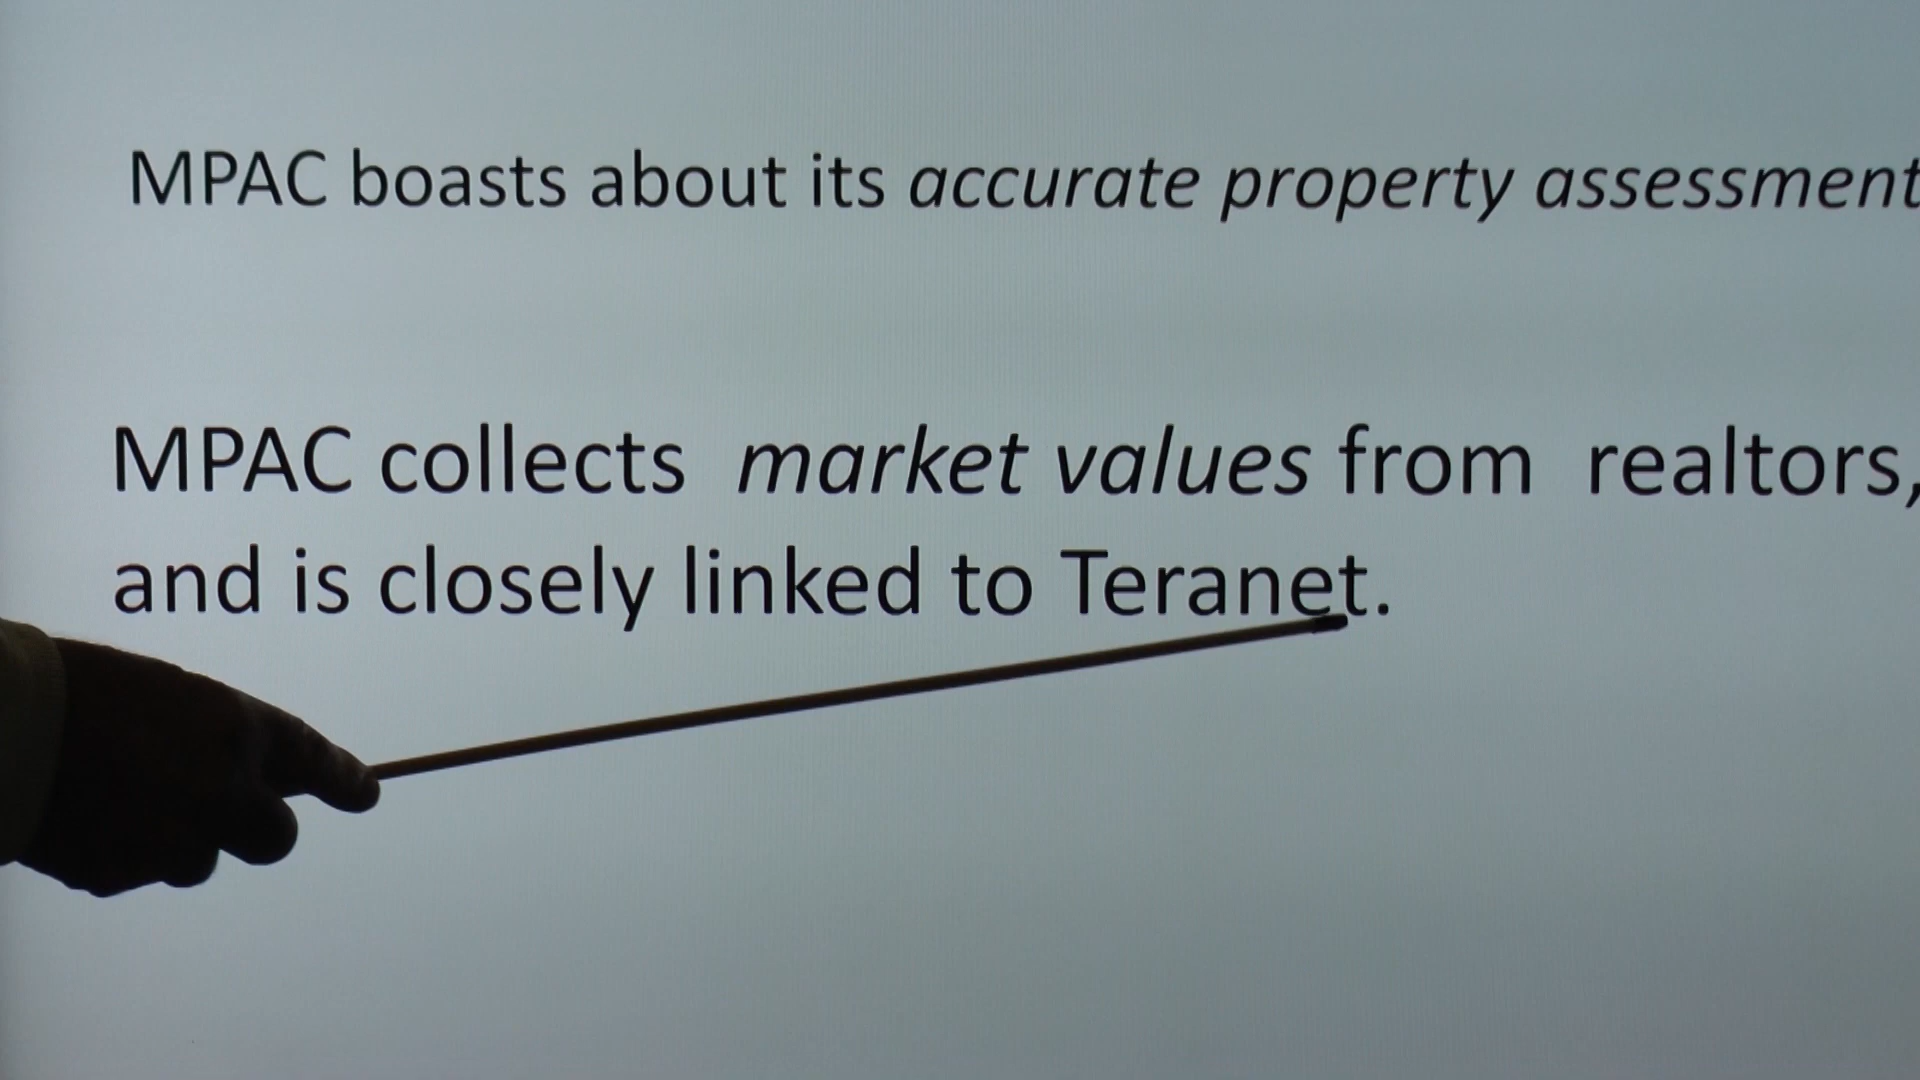 MPAC boasts about its accurate property assessment
MPAC collects market values from realtors,
and is closely linked to Teranet.